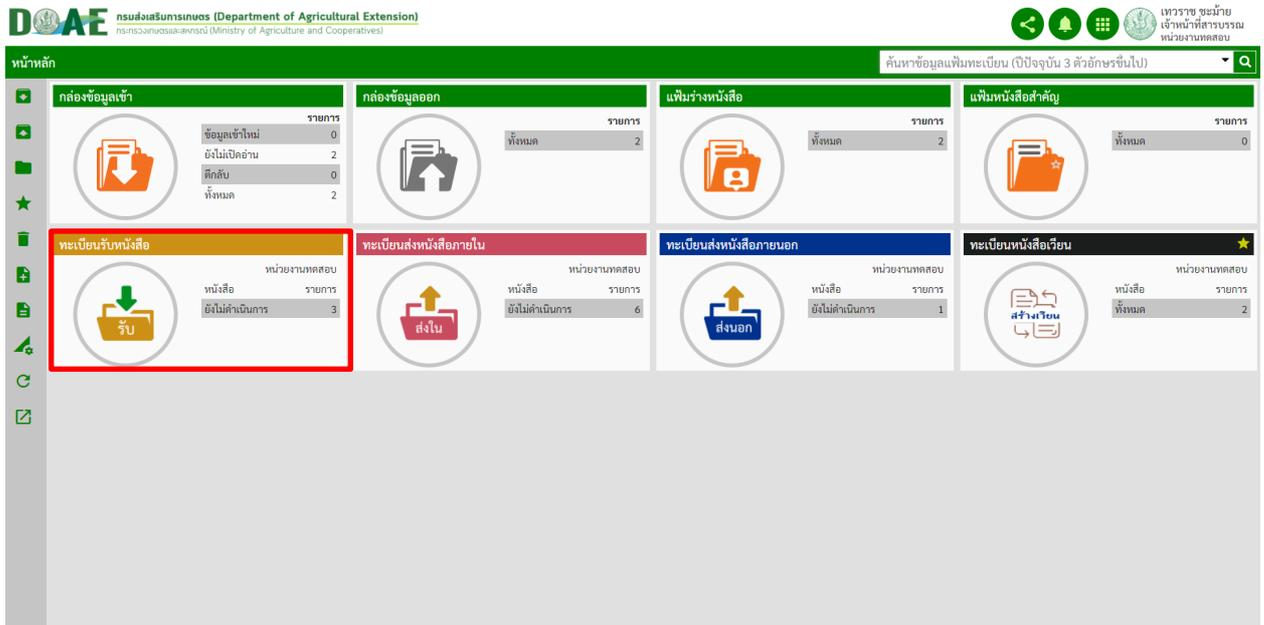 DOAE
กรมส่งเสริมการเกษตร (Department of Agricultural Extension)
กระทรวงเกษตรและสหกรณ์ (Ministry of Agriculture and Cooperatives)
เทวราช ชะม้าย
เจ้าหน้าที่สารบรรณ
หน่วยงานทดสอบ
หน้าหลัก
ค้นหาข้อมูลแฟ้มทะเบียน (ปีปัจจุบัน 3 ตัวอักษรขึ้นไป)
กล่องข้อมูลเข้า
รายการ
ข้อมูลเข้าใหม่ 0
ยังไม่เปิดอ่าน 2
ตีกลับ 0
ทั้งหมด 2
กล่องข้อมูลออก
รายการ
ทั้งหมด 2
แฟ้มร่างหนังสือ
รายการ
ทั้งหมด 2
แฟ้มหนังสือสำคัญ
รายการ
ทั้งหมด 0
ทะเบียนรับหนังสือ
หน่วยงานทดสอบ
หนังสือ รายการ
ยังไม่ดำเนินการ 3
รับ
ทะเบียนส่งหนังสือภายใน
หน่วยงานทดสอบ
หนังสือ รายการ
ยังไม่ดำเนินการ 6
ส่งใน
ทะเบียนส่งหนังสือภายนอก
หน่วยงานทดสอบ
หนังสือ รายการ
ยังไม่ดำเนินการ 1
ส่งนอก
ทะเบียนหนังสือเวียน
หน่วยงานทดสอบ
หนังสือ รายการ
ทั้งหมด 2
สร้างเวียน